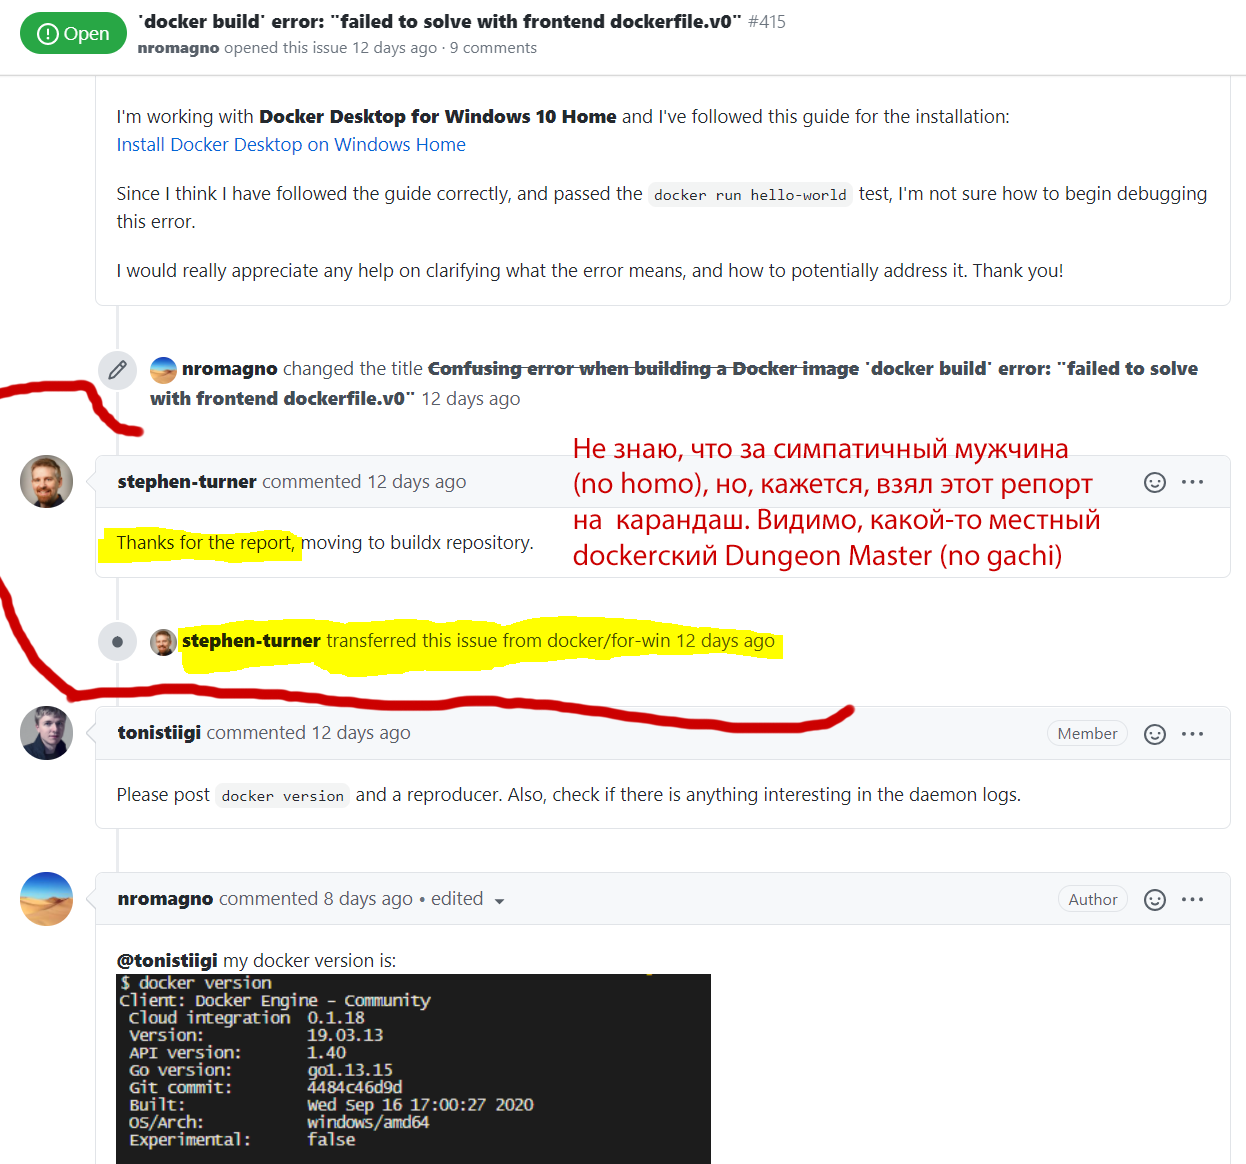 Open
'docker build' error: "failed to solve with frontend dockerfile.v0" #415
nromagno opened this issue 12 days ago · 9 comments
I'm working with Docker Desktop for Windows 10 Home and I've followed this guide for the installation:
Install Docker Desktop on Windows Home
Since I think I have followed the guide correctly, and passed the docker run hello-world test, I'm not sure how to begin debugging
this error.
I would really appreciate any help on clarifying what the error means, and how to potentially address it. Thank you!
nromagno changed the title Confusing error when building a Docker image 'docker build' error: "failed to solve
with frontend dockerfile.v0" 12 days ago
stephen-turner commented 12 days ago
Не знаю, что за симпатичный мужчина
(no homo), но, кажется, взял этот репорт
на карандаш. Видимо, какой-то местный
dockerский Dungeon Master (no gachi)
Thanks for the report, moving to buildx repository.
stephen-turner transferred this issue from docker/for-win 12 days ago
tonistiigi commented 12 days ago
Member
Please post docker version and a reproducer. Also, check if there is anything interesting in the daemon logs.
nromagno commented 8 days ago • edited
Author
@tonistiigi my docker version is:
$ docker version
Client: Docker Engine - Community
Cloud integration 0.1.18
Version: 19.03.13
API version: 1.40
Go version: go1.13.15
Git commit: 4484c46d9d
Built: Wed Sep 16 17:00:27 2020
OS/Arch: windows/amd64
Experimental: false